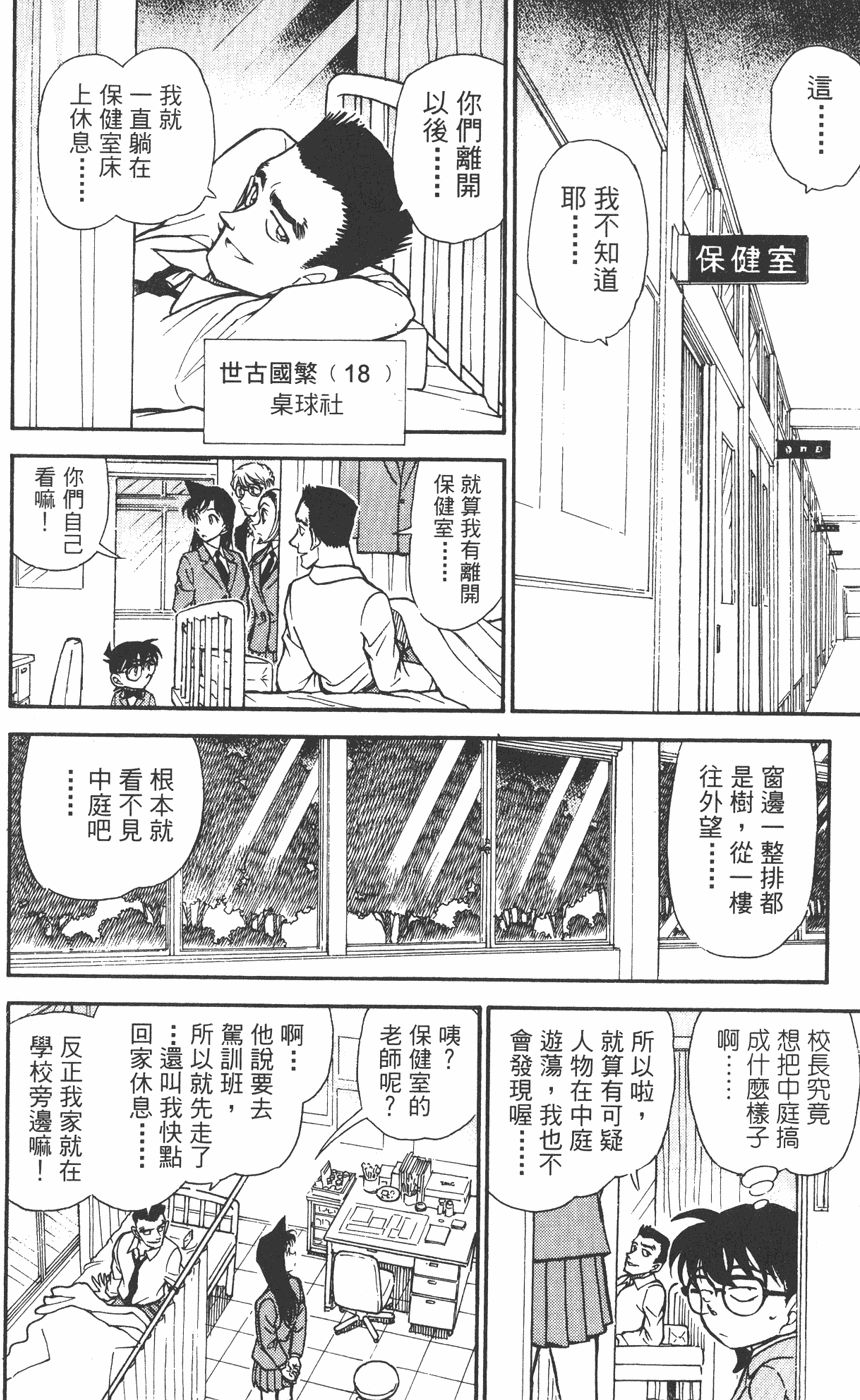 這……
保健室
我不知道
耶……
你們離開
以後……
我就
一直躺在
保健室床
上休息……
世古國繁（18）
桌球社
就算我有離開
保健室……
你們自己
看嘛！
窗邊一整排都
是樹，從一樓
往外望……
根本就
看不見
中庭吧
……
校長究竟
想把中庭搞
成什麼樣子
啊……
所以啦，
就算有可疑
人物在中庭
遊蕩，我也不
會發現喔……
咦？
保健室的
老師呢？
啊…
他說要去
駕訓班，
所以就先走了
…還叫我快點
回家休息……
反正我家就在
學校旁邊嘛！